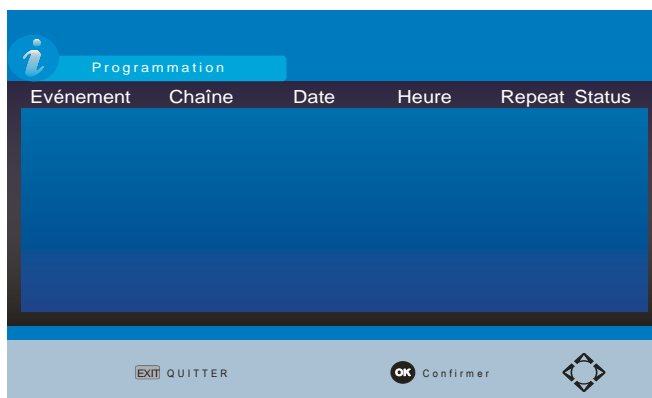 i
Programmation
Evénement Chaîne Date Heure Repeat Status
EXIT QUITTER OK Confirmer